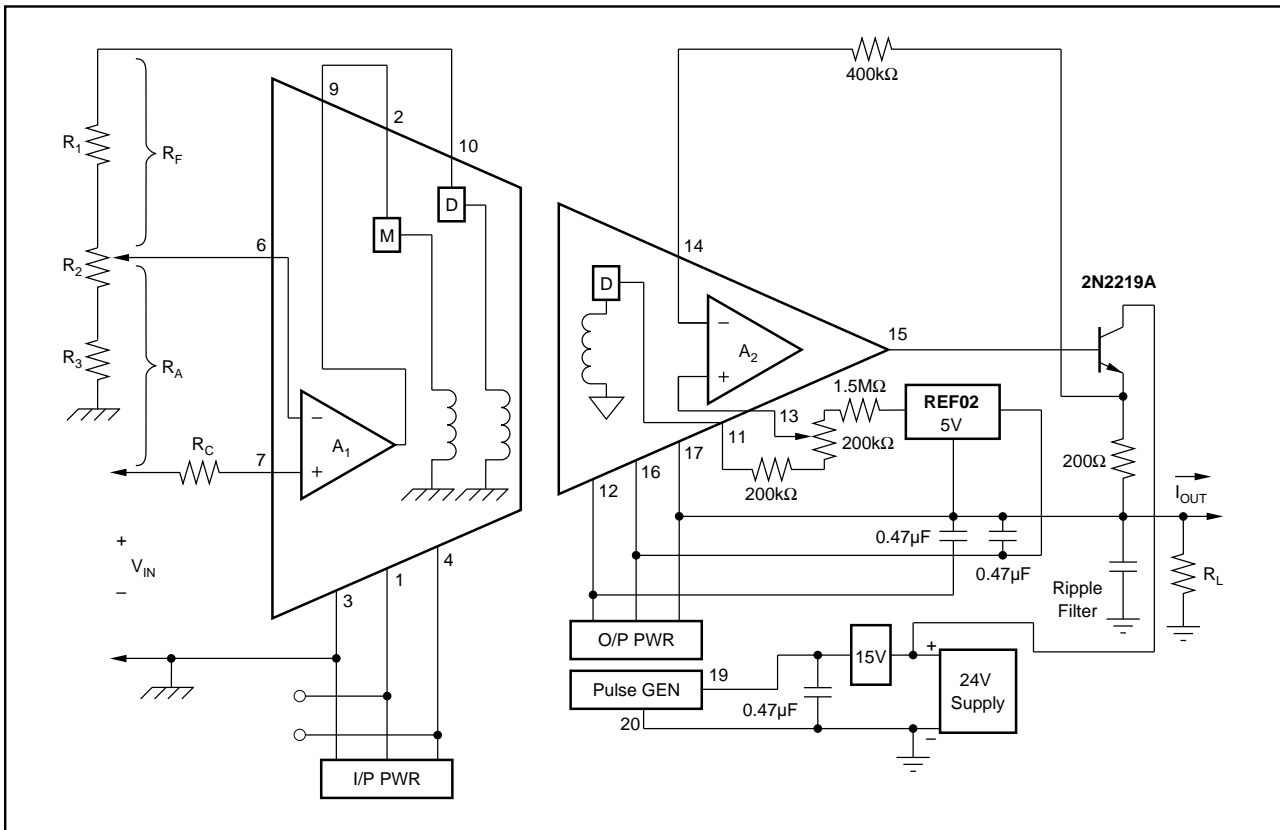 400kΩ
9
2
10
R1
RF
D
M
6
14
R2
D
2N2219A
−
A2
+
15
R3
RA
1.5MΩ
REF02
5V
13
−
A1
+
11
200kΩ
RC
7
17
200Ω
16
200kΩ
12
IOUT
+
VIN
−
4
1
3
0.47µF
0.47µF
Ripple
Filter
RL
O/P PWR
15V
+
24V
Supply
−
Pulse GEN
19
0.47µF
20
I/P PWR